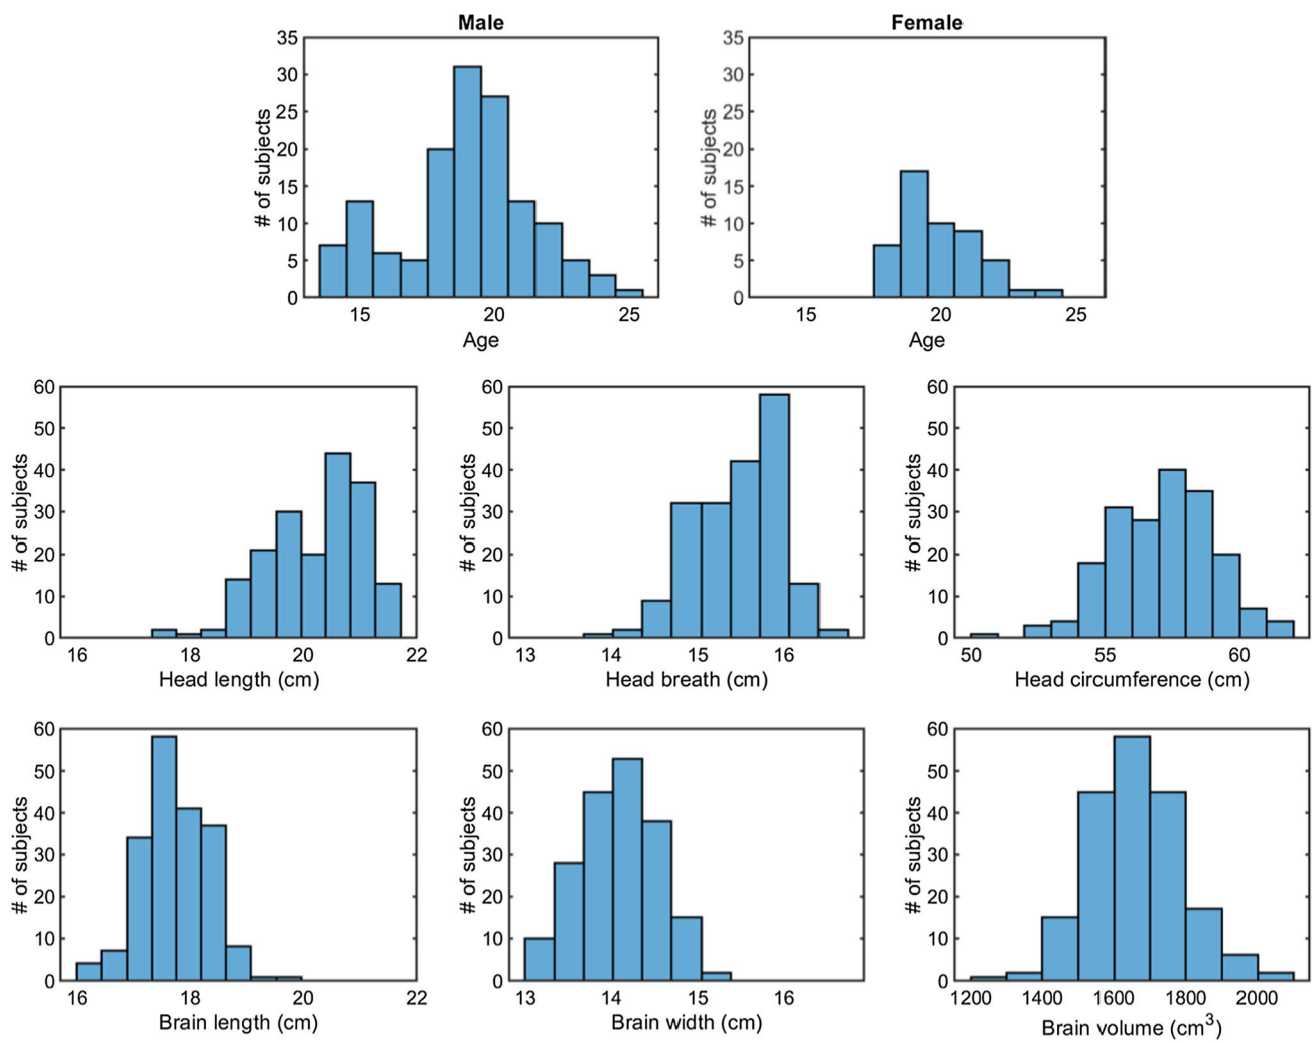 Male
35
30
25
20
15
10
5
0
# of subjects
15 20 25
Age
Female
35
30
25
20
15
10
5
0
# of subjects
15 20 25
Age
60
50
40
30
20
10
0
# of subjects
16 18 20 22
Head length (cm)
60
50
40
30
20
10
0
# of subjects
13 14 15 16
Head breath (cm)
60
50
40
30
20
10
0
# of subjects
50 55 60
Head circumference (cm)
60
50
40
30
20
10
0
# of subjects
16 18 20 22
Brain length (cm)
60
50
40
30
20
10
0
# of subjects
13 14 15 16
Brain width (cm)
60
50
40
30
20
10
0
# of subjects
1200 1400 1600 1800 2000
Brain volume (cm³)